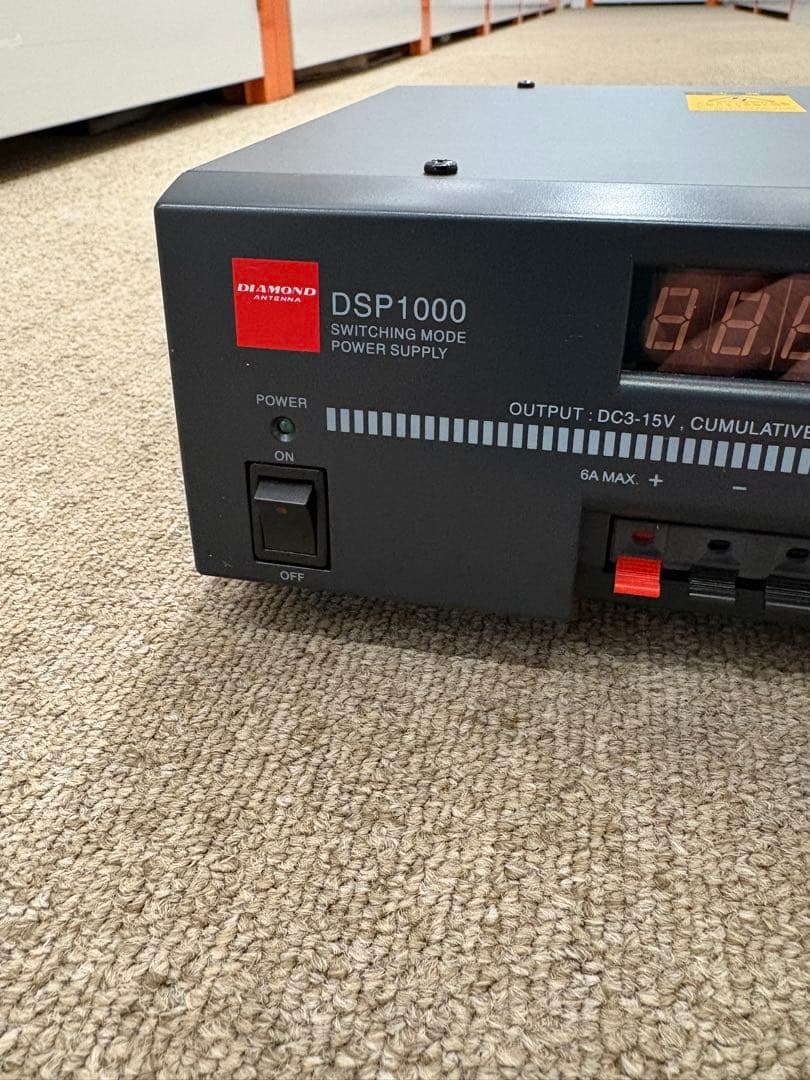 DIAMOND
ANTENNA
DSP1000
SWITCHING MODE
POWER SUPPLY
POWER
ON
OFF
OUTPUT : DC3-15V , CUMULATIVE
6A MAX. + −